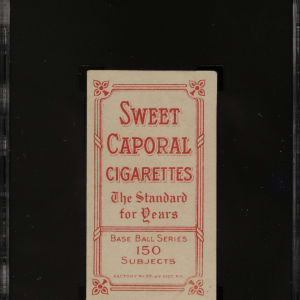 SWEET
CAPORAL
CIGARETTES
The Standard
for Years
BASE BALL SERIES
150
SUBJECTS